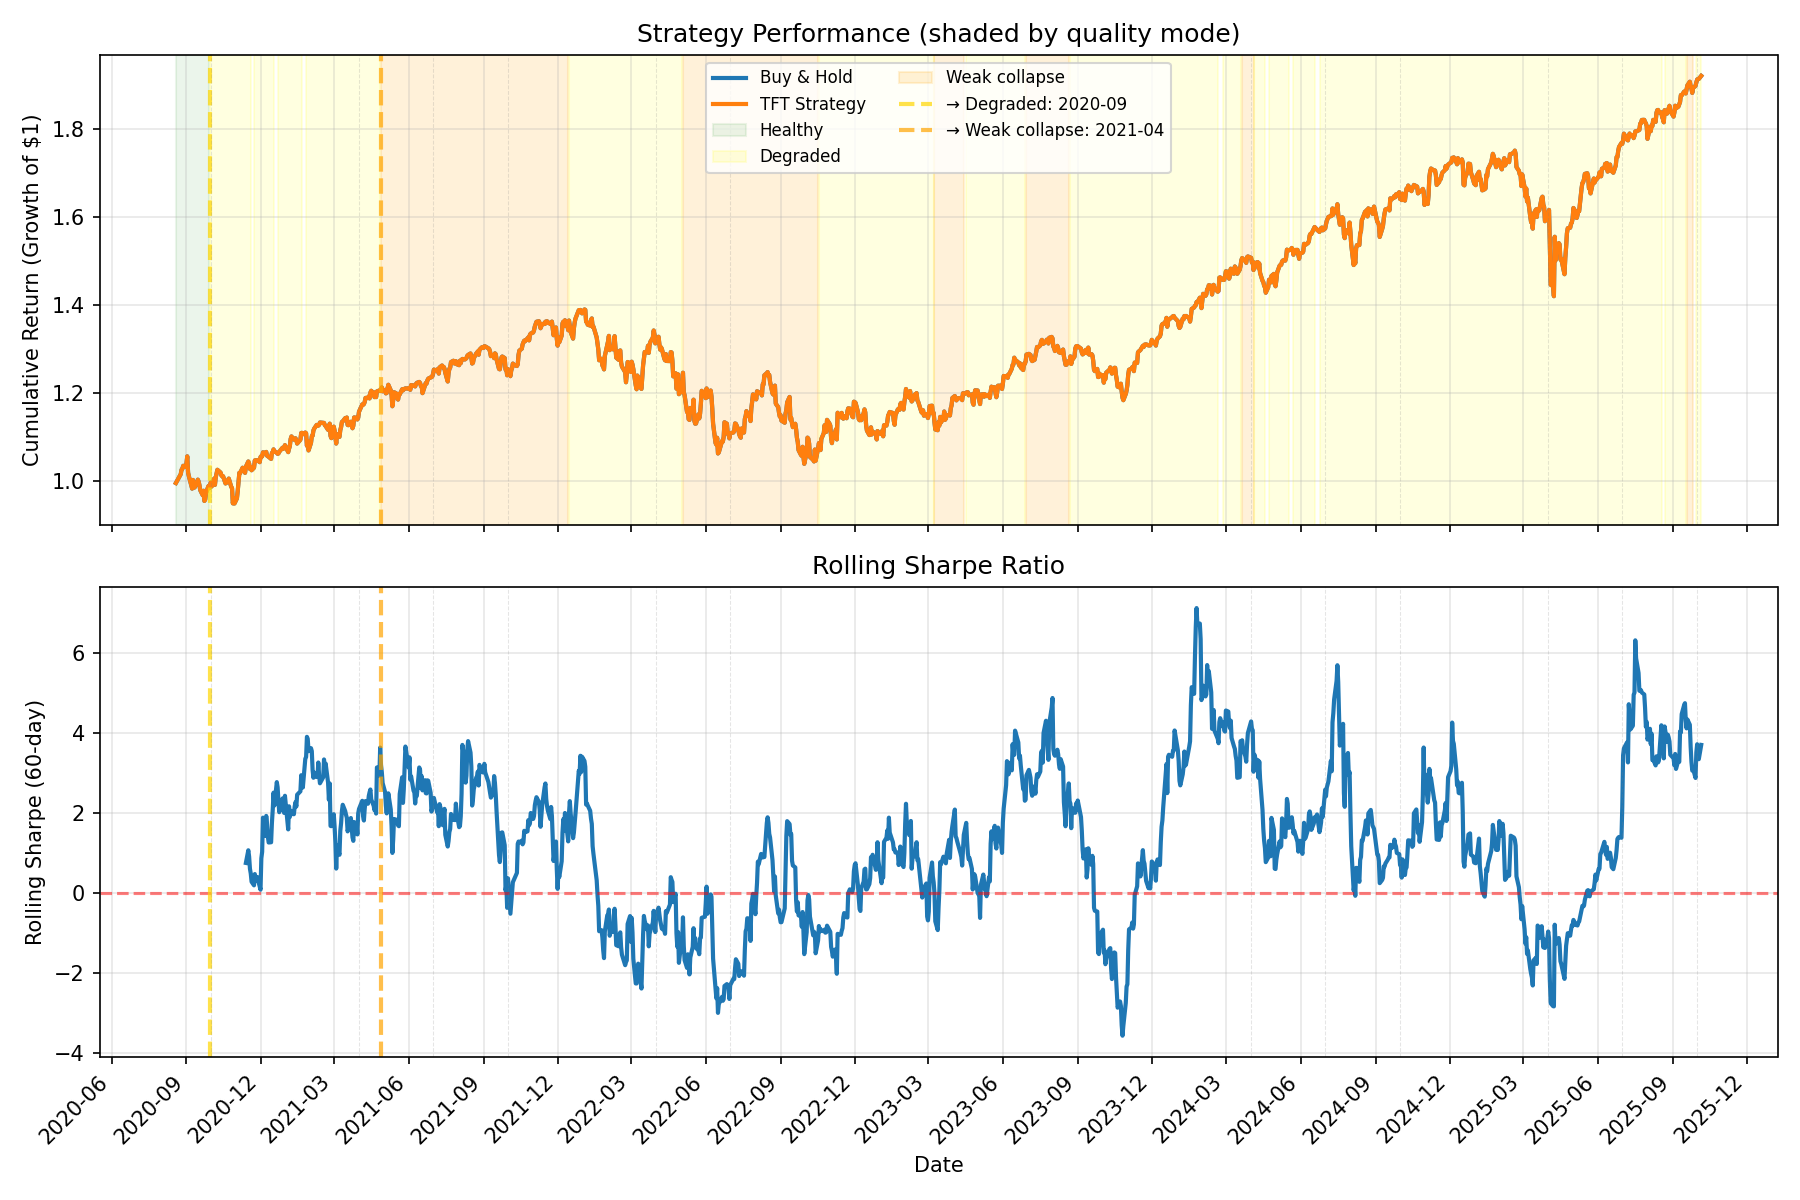 Strategy Performance (shaded by quality mode)
Cumulative Return (Growth of $1)
1.8
1.6
1.4
1.2
1.0
Buy & Hold
TFT Strategy
Healthy
Degraded
Weak collapse
→ Degraded: 2020-09
→ Weak collapse: 2021-04
Rolling Sharpe Ratio
Rolling Sharpe (60-day)
6
4
2
0
−2
−4
2020-06
2020-09
2020-12
2021-03
2021-06
2021-09
2021-12
2022-03
2022-06
2022-09
2022-12
2023-03
2023-06
2023-09
2023-12
2024-03
2024-06
2024-09
2024-12
2025-03
2025-06
2025-09
2025-12
Date